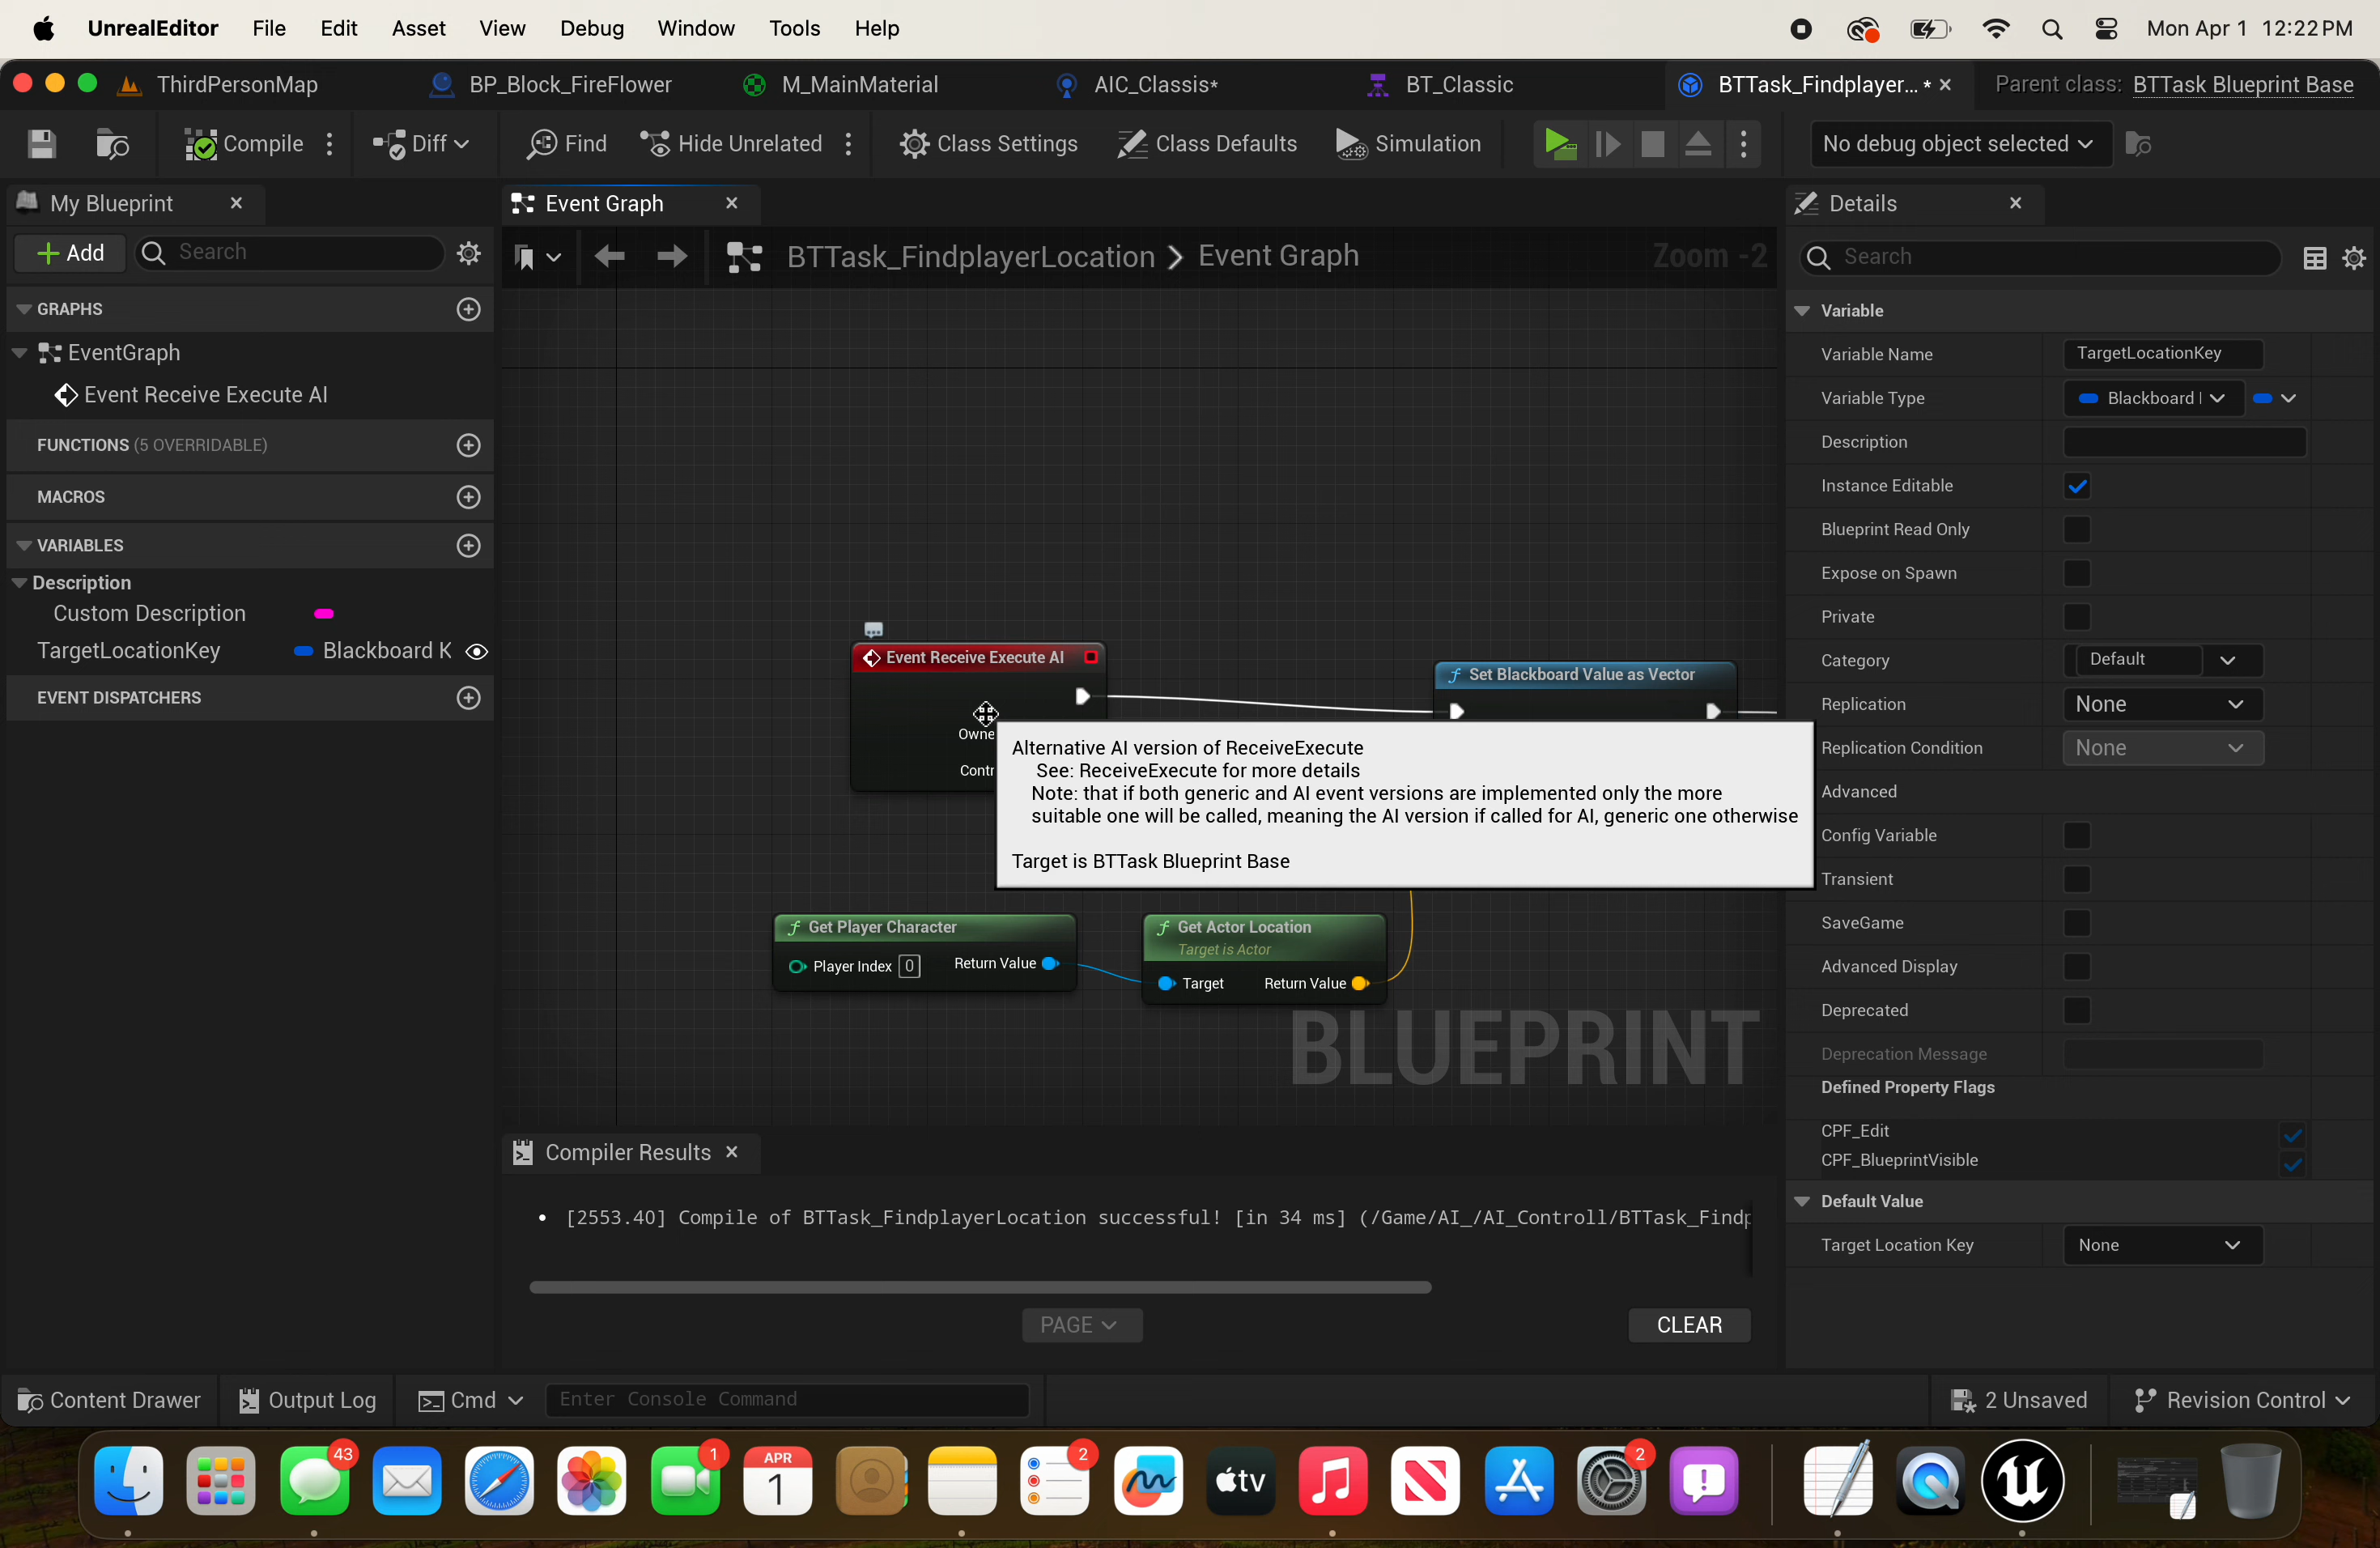 UnrealEditor File Edit Asset View Debug Window Tools Help Mon Apr 1 12:22 PM
ThirdPersonMap BP_Block_FireFlower M_MainMaterial AIC_Classis* BT_Classic BTTask_Findplayer... * Parent class: BTTask Blueprint Base
Compile Diff Find Hide Unrelated Class Settings Class Defaults Simulation No debug object selected
My Blueprint
Add Search
GRAPHS
EventGraph
Event Receive Execute AI
FUNCTIONS (5 OVERRIDABLE)
MACROS
VARIABLES
Description
Custom Description
TargetLocationKey Blackboard K
EVENT DISPATCHERS
Event Graph
BTTask_FindplayerLocation > Event Graph Zoom -2
Event Receive Execute AI
Owne
Contr
Set Blackboard Value as Vector
Alternative AI version of ReceiveExecute
See: ReceiveExecute for more details
Note: that if both generic and AI event versions are implemented only the more
suitable one will be called, meaning the AI version if called for AI, generic one otherwise
Target is BTTask Blueprint Base
Get Player Character
Player Index 0 Return Value
Get Actor Location
Target is Actor
Target Return Value
BLUEPRINT
Compiler Results
[2553.40] Compile of BTTask_FindplayerLocation successful! [in 34 ms] (/Game/AI_/AI_Controll/BTTask_Findp
PAGE CLEAR
Details
Search
Variable
Variable Name TargetLocationKey
Variable Type Blackboard
Description
Instance Editable
Blueprint Read Only
Expose on Spawn
Private
Category Default
Replication None
Replication Condition None
Advanced
Config Variable
Transient
SaveGame
Advanced Display
Deprecated
Deprecation Message
Defined Property Flags
CPF_Edit
CPF_BlueprintVisible
Default Value
Target Location Key None
Content Drawer Output Log Cmd Enter Console Command 2 Unsaved Revision Control
43 1 APR 1 2 tv 2